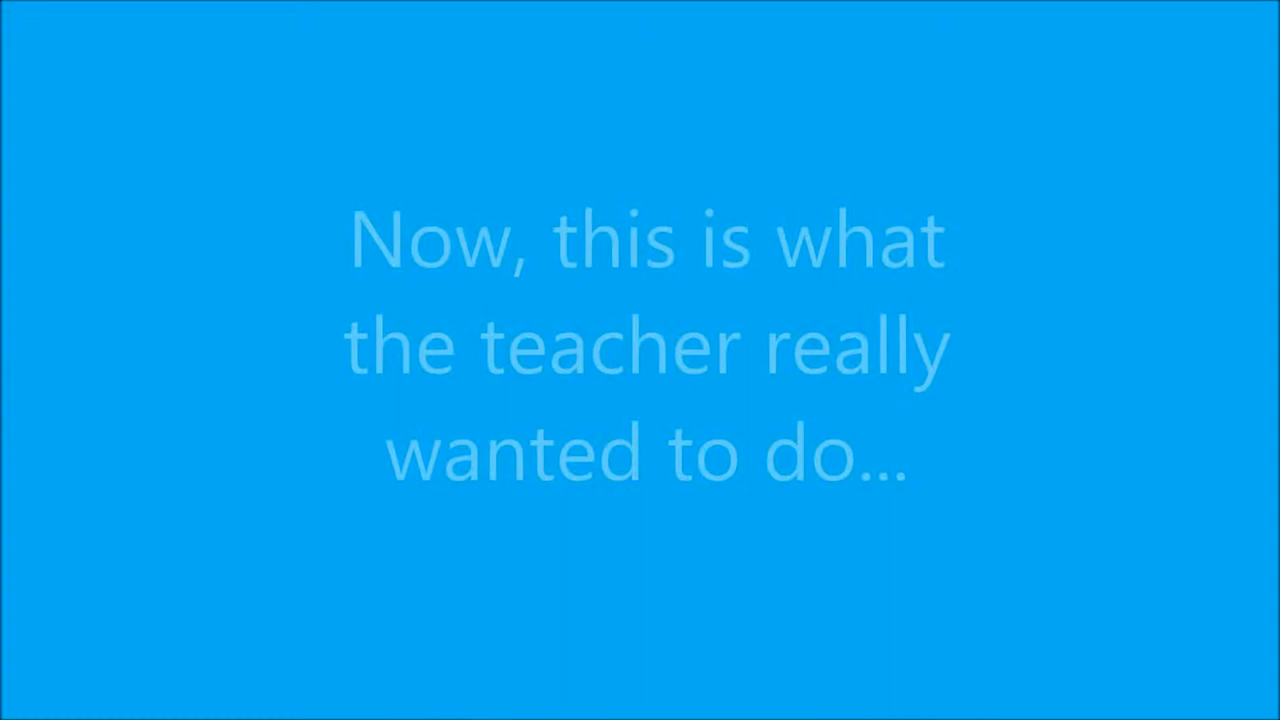 Now, this is what
the teacher really
wanted to do...